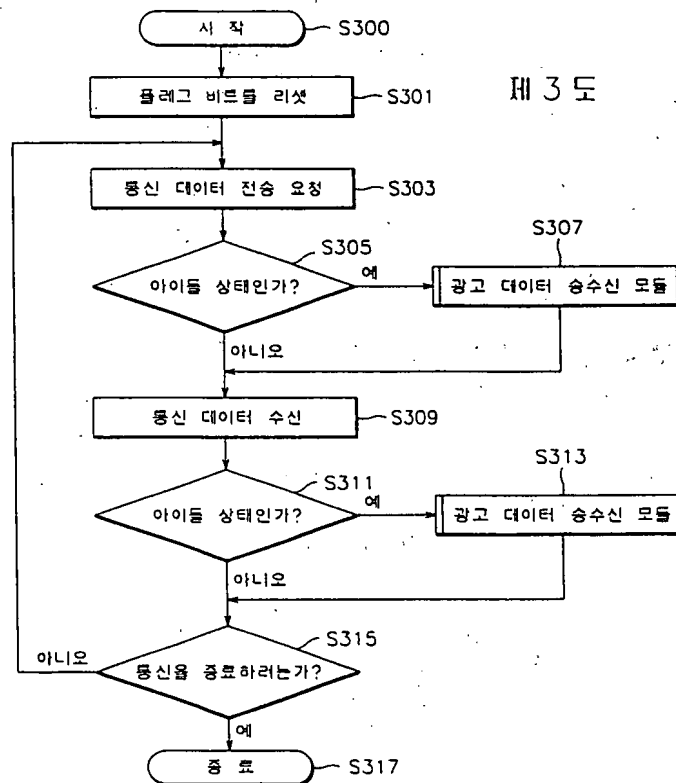 시 작
S300
제 3 도
플레그 비트를 리셋
S301
통신 데이터 전송 요청
S303
S305
S307
아이들 상태인가?
예
광고 데이터 송수신 모듈
아니오
통신 데이터 수신
S309
S311
S313
아이들 상태인가?
예
광고 데이터 송수신 모듈
아니오
S315
아니오
통신을 종료하려는가?
예
종 료
S317